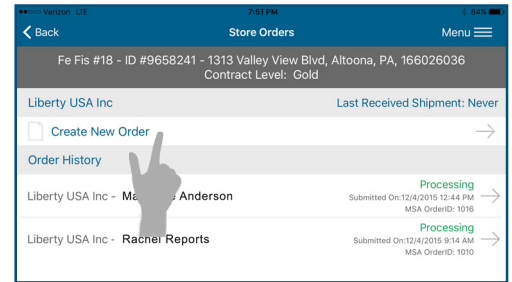 Verizon LTE 7:51 PM 84%
Back Store Orders Menu
Fe Fis #18 - ID #9658241 - 1313 Valley View Blvd, Altoona, PA, 166026036
Contract Level: Gold
Liberty USA Inc Last Received Shipment: Never
Create New Order
Order History
Processing
Liberty USA Inc - Anderson Submitted On:12/4/2015 12:44 PM
MSA OrderID: 1016
Processing
Liberty USA Inc - Rachel Reports Submitted On:12/4/2015 9:14 AM
MSA OrderID: 1010